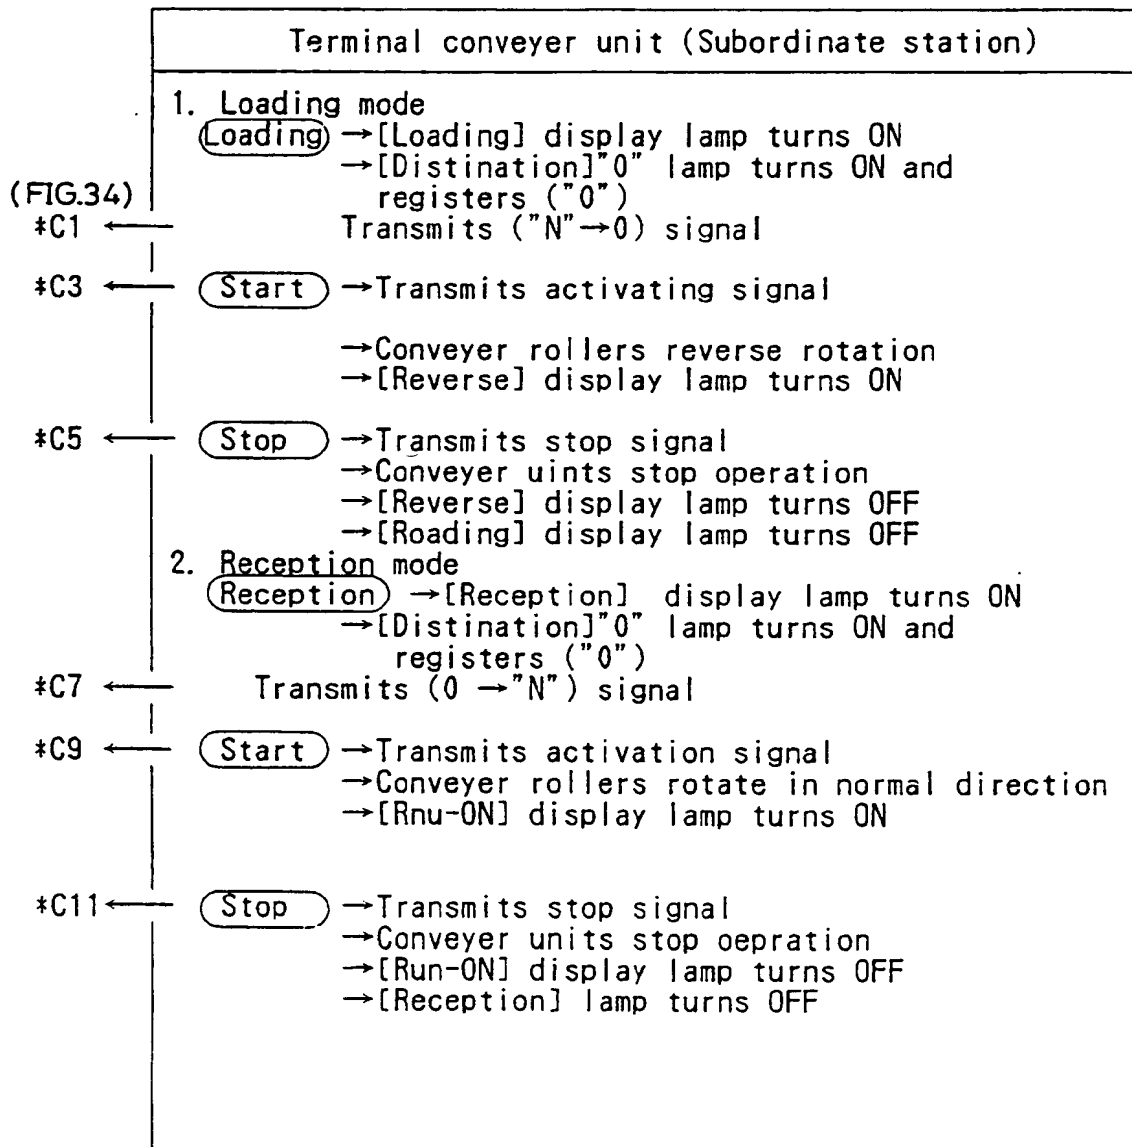 Terminal conveyer unit (Subordinate station)
1. Loading mode
Loading →[Loading] display lamp turns ON
→[Distination]"0" lamp turns ON and
(FIG.34) registers ("0")
*C1 ← Transmits ("N"→0) signal
*C3 ← Start →Transmits activating signal
→Conveyer rollers reverse rotation
→[Reverse] display lamp turns ON
*C5 ← Stop →Transmits stop signal
→Conveyer uints stop operation
→[Reverse] display lamp turns OFF
→[Roading] display lamp turns OFF
2. Reception mode
Reception →[Reception] display lamp turns ON
→[Distination]"0" lamp turns ON and
registers ("0")
*C7 ← Transmits (0 →"N") signal
*C9 ← Start →Transmits activation signal
→Conveyer rollers rotate in normal direction
→[Rnu-ON] display lamp turns ON
*C11 ← Stop →Transmits stop signal
→Conveyer units stop oepration
→[Run-ON] display lamp turns OFF
→[Reception] lamp turns OFF